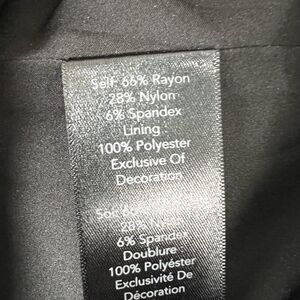 Self: 66% Rayon
28% Nylon
6% Spandex
Lining :
100% Polyester
Exclusive Of
Decoration
6% Spandex
Doublure
100% Polyéster
Exclusivité De
Décoration